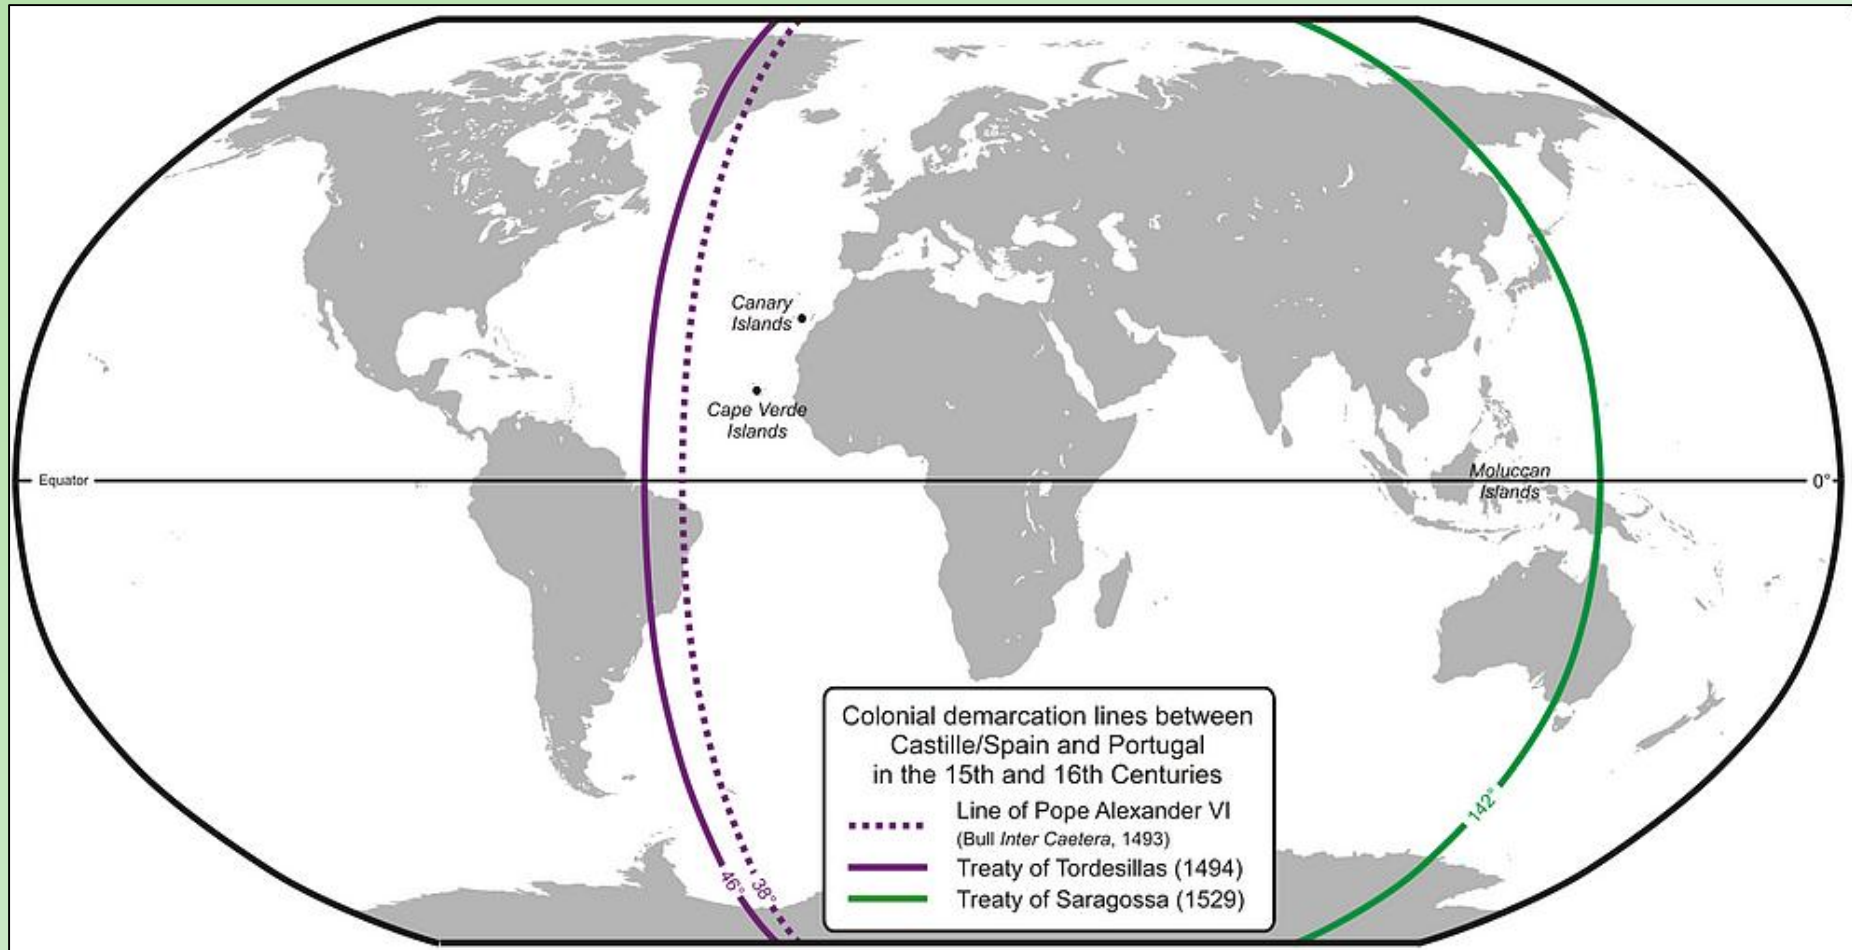 Canary
Islands
Cape Verde
Islands
Equator
Moluccan
Islands
0°
Colonial demarcation lines between
Castille/Spain and Portugal
in the 15th and 16th Centuries
Line of Pope Alexander VI
(Bull Inter Caetera, 1493)
Treaty of Tordesillas (1494)
Treaty of Saragossa (1529)
142°
46°
38°